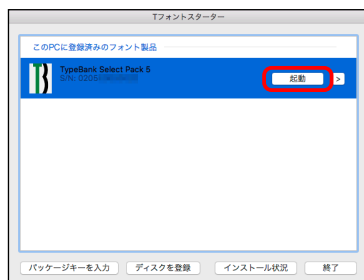 Tフォントスターター
このPCに登録済みのフォント製品
TypeBank Select Pack 5
起動
>
S/N: 0206
パッケージキーを入力
ディスクを登録
インストール状況
終了